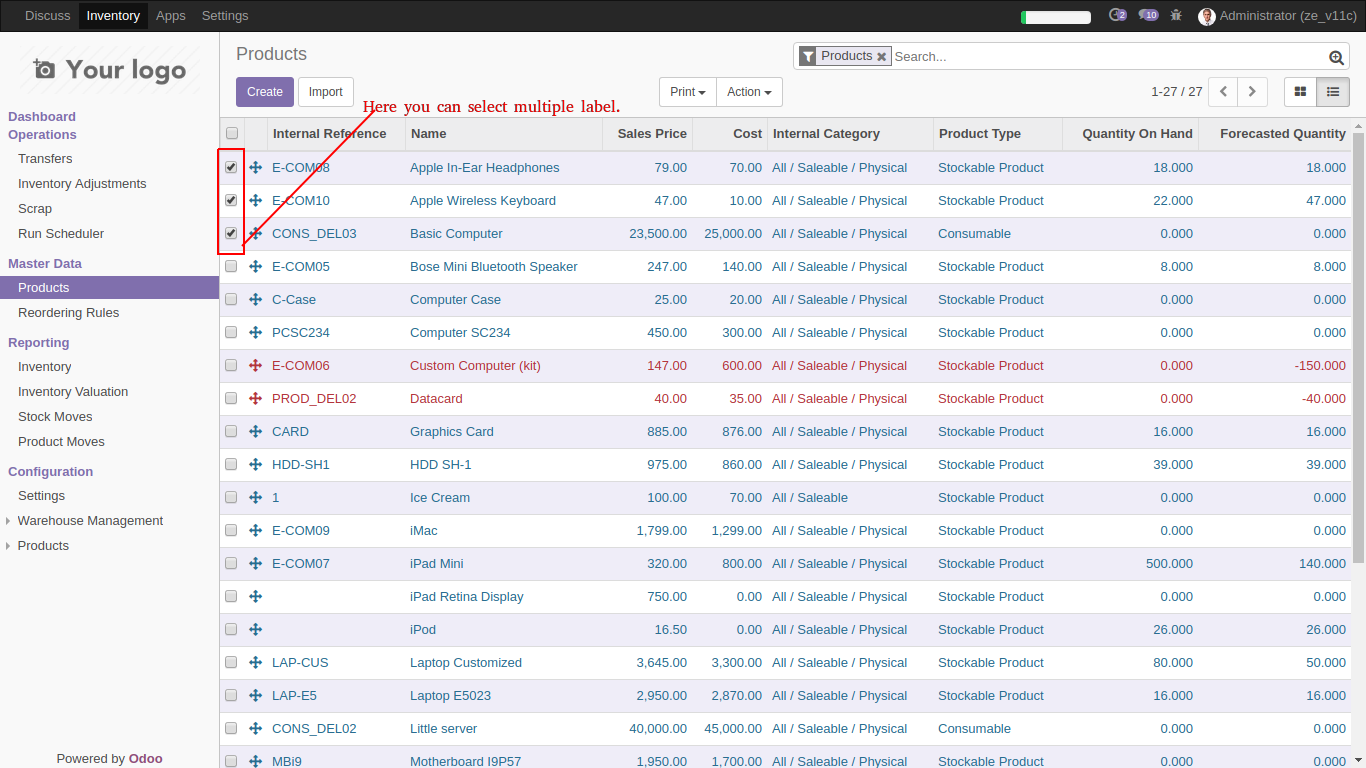 Discuss Inventory Apps Settings 2 10 Administrator (ze_v11c)
Your logo
Dashboard
Operations
Transfers
Inventory Adjustments
Scrap
Run Scheduler
Master Data
Products
Reordering Rules
Reporting
Inventory
Inventory Valuation
Stock Moves
Product Moves
Configuration
Settings
Warehouse Management
Products
Powered by Odoo
Products
Products Search...
Create Import Print Action 1-27 / 27
Here you can select multiple label.
Internal Reference Name Sales Price Cost Internal Category Product Type Quantity On Hand Forecasted Quantity
E-COM08 Apple In-Ear Headphones 79.00 70.00 All / Saleable / Physical Stockable Product 18.000 18.000
E-COM10 Apple Wireless Keyboard 47.00 10.00 All / Saleable / Physical Stockable Product 22.000 47.000
CONS_DEL03 Basic Computer 23,500.00 25,000.00 All / Saleable / Physical Consumable 0.000 0.000
E-COM05 Bose Mini Bluetooth Speaker 247.00 140.00 All / Saleable / Physical Stockable Product 8.000 8.000
C-Case Computer Case 25.00 20.00 All / Saleable / Physical Stockable Product 0.000 0.000
PCSC234 Computer SC234 450.00 300.00 All / Saleable / Physical Stockable Product 0.000 0.000
E-COM06 Custom Computer (kit) 147.00 600.00 All / Saleable / Physical Stockable Product 0.000 -150.000
PROD_DEL02 Datacard 40.00 35.00 All / Saleable / Physical Stockable Product 0.000 -40.000
CARD Graphics Card 885.00 876.00 All / Saleable / Physical Stockable Product 16.000 16.000
HDD-SH1 HDD SH-1 975.00 860.00 All / Saleable / Physical Stockable Product 39.000 39.000
1 Ice Cream 100.00 70.00 All / Saleable Stockable Product 0.000 0.000
E-COM09 iMac 1,799.00 1,299.00 All / Saleable / Physical Stockable Product 0.000 0.000
E-COM07 iPad Mini 320.00 800.00 All / Saleable / Physical Stockable Product 500.000 140.000
iPad Retina Display 750.00 0.00 All / Saleable / Physical Stockable Product 0.000 0.000
iPod 16.50 0.00 All / Saleable / Physical Stockable Product 26.000 26.000
LAP-CUS Laptop Customized 3,645.00 3,300.00 All / Saleable / Physical Stockable Product 80.000 50.000
LAP-E5 Laptop E5023 2,950.00 2,870.00 All / Saleable / Physical Stockable Product 16.000 16.000
CONS_DEL02 Little server 40,000.00 45,000.00 All / Saleable / Physical Consumable 0.000 0.000
MBi9 Motherboard I9P57 1,950.00 1,700.00 All / Saleable / Physical Stockable Product 0.000 0.000